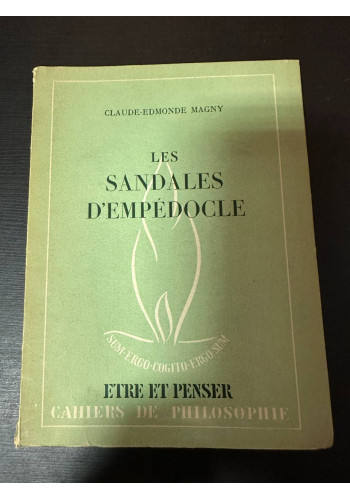 CLAUDE-EDMONDE MAGNY
LES
SANDALES
D'EMPÉDOCLE
SUM·ERGO·COGITO·ERGO·SUM
ETRE ET PENSER
CAHIERS DE PHILOSOPHIE